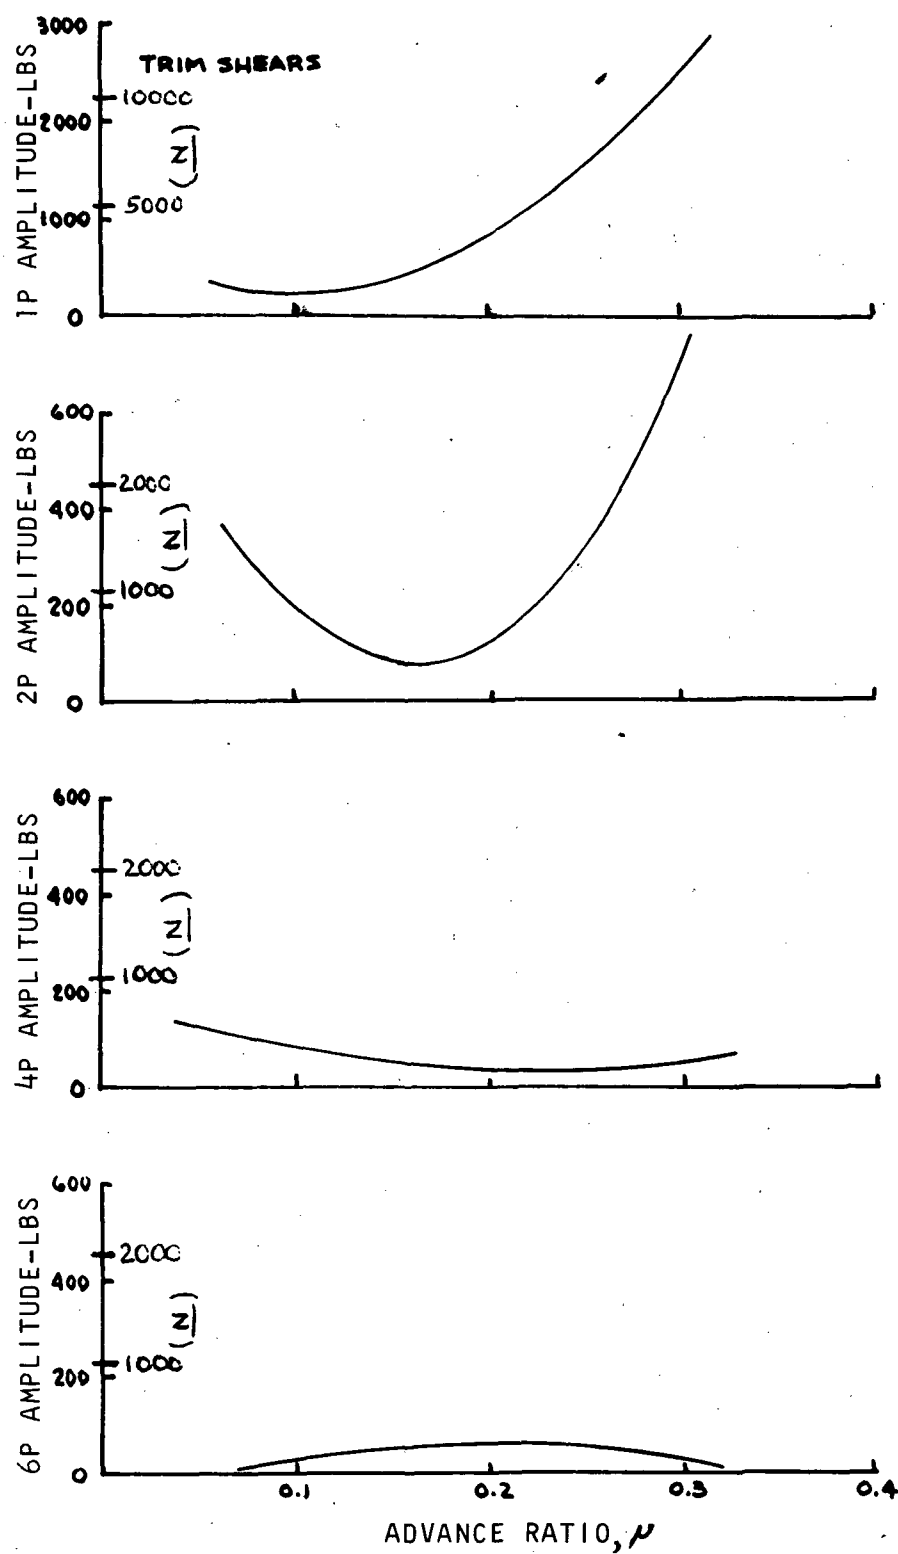 3000
TRIM SHEARS
10000
2000
(N)
5000
1000
0
1P AMPLITUDE-LBS
600
2000
400
(N)
1000
200
0
2P AMPLITUDE-LBS
600
2000
400
(N)
1000
200
0
4P AMPLITUDE-LBS
600
2000
400
(N)
1000
200
0
6P AMPLITUDE-LBS
0.1 0.2 0.3 0.4
ADVANCE RATIO, μ